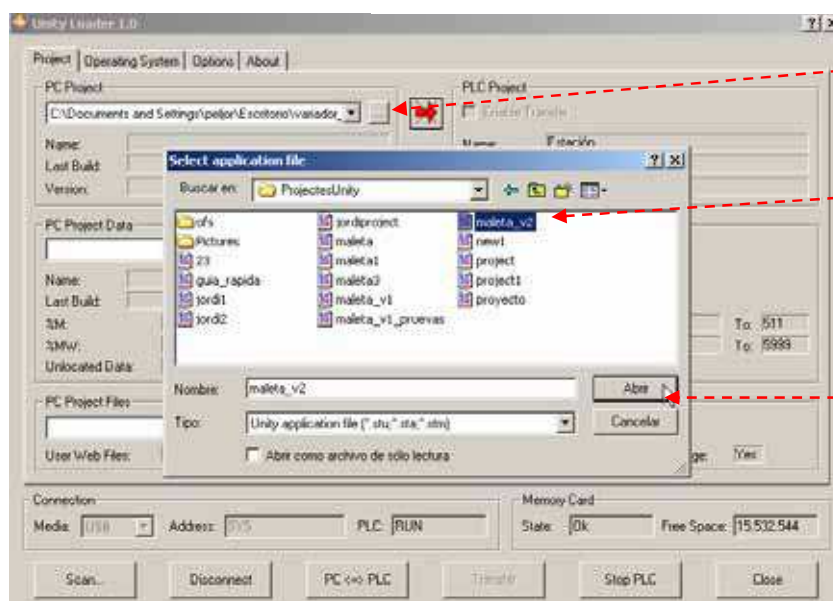 Unity Loader 1.0
Project Operating System Options About
PC Project
PLC Project
C:\Documents and Settings\peljor\Escritorio\variador_
Enable Transfer
Name:
Name:
Estación
Last Build:
Version:
Select application file
Buscar en:
ProjectesUnity
ofs
jordiproject
maleta_v2
Pictures
maleta
new1
23
maleta1
project
guia_rapida
maleta3
project1
jordi1
maleta_v1
proyecto
jordi2
maleta_v1_pruevas
Nombre:
maleta_v2
Abrir
Tipo:
Unity application file (*.stu;*.sta;*.stm)
Cancelar
Abrir como archivo de sólo lectura
PC Project Data
Name:
Last Build:
%M:
To: 511
%MW:
To: 5999
Unlocated Data:
PC Project Files
User Web Files:
Yes
Connection
Memory Card
Media: USB
Address: SYS
PLC: RUN
State: Ok
Free Space: 15.532.544
Scan...
Disconnect
PC <=> PLC
Transfer
Stop PLC
Close